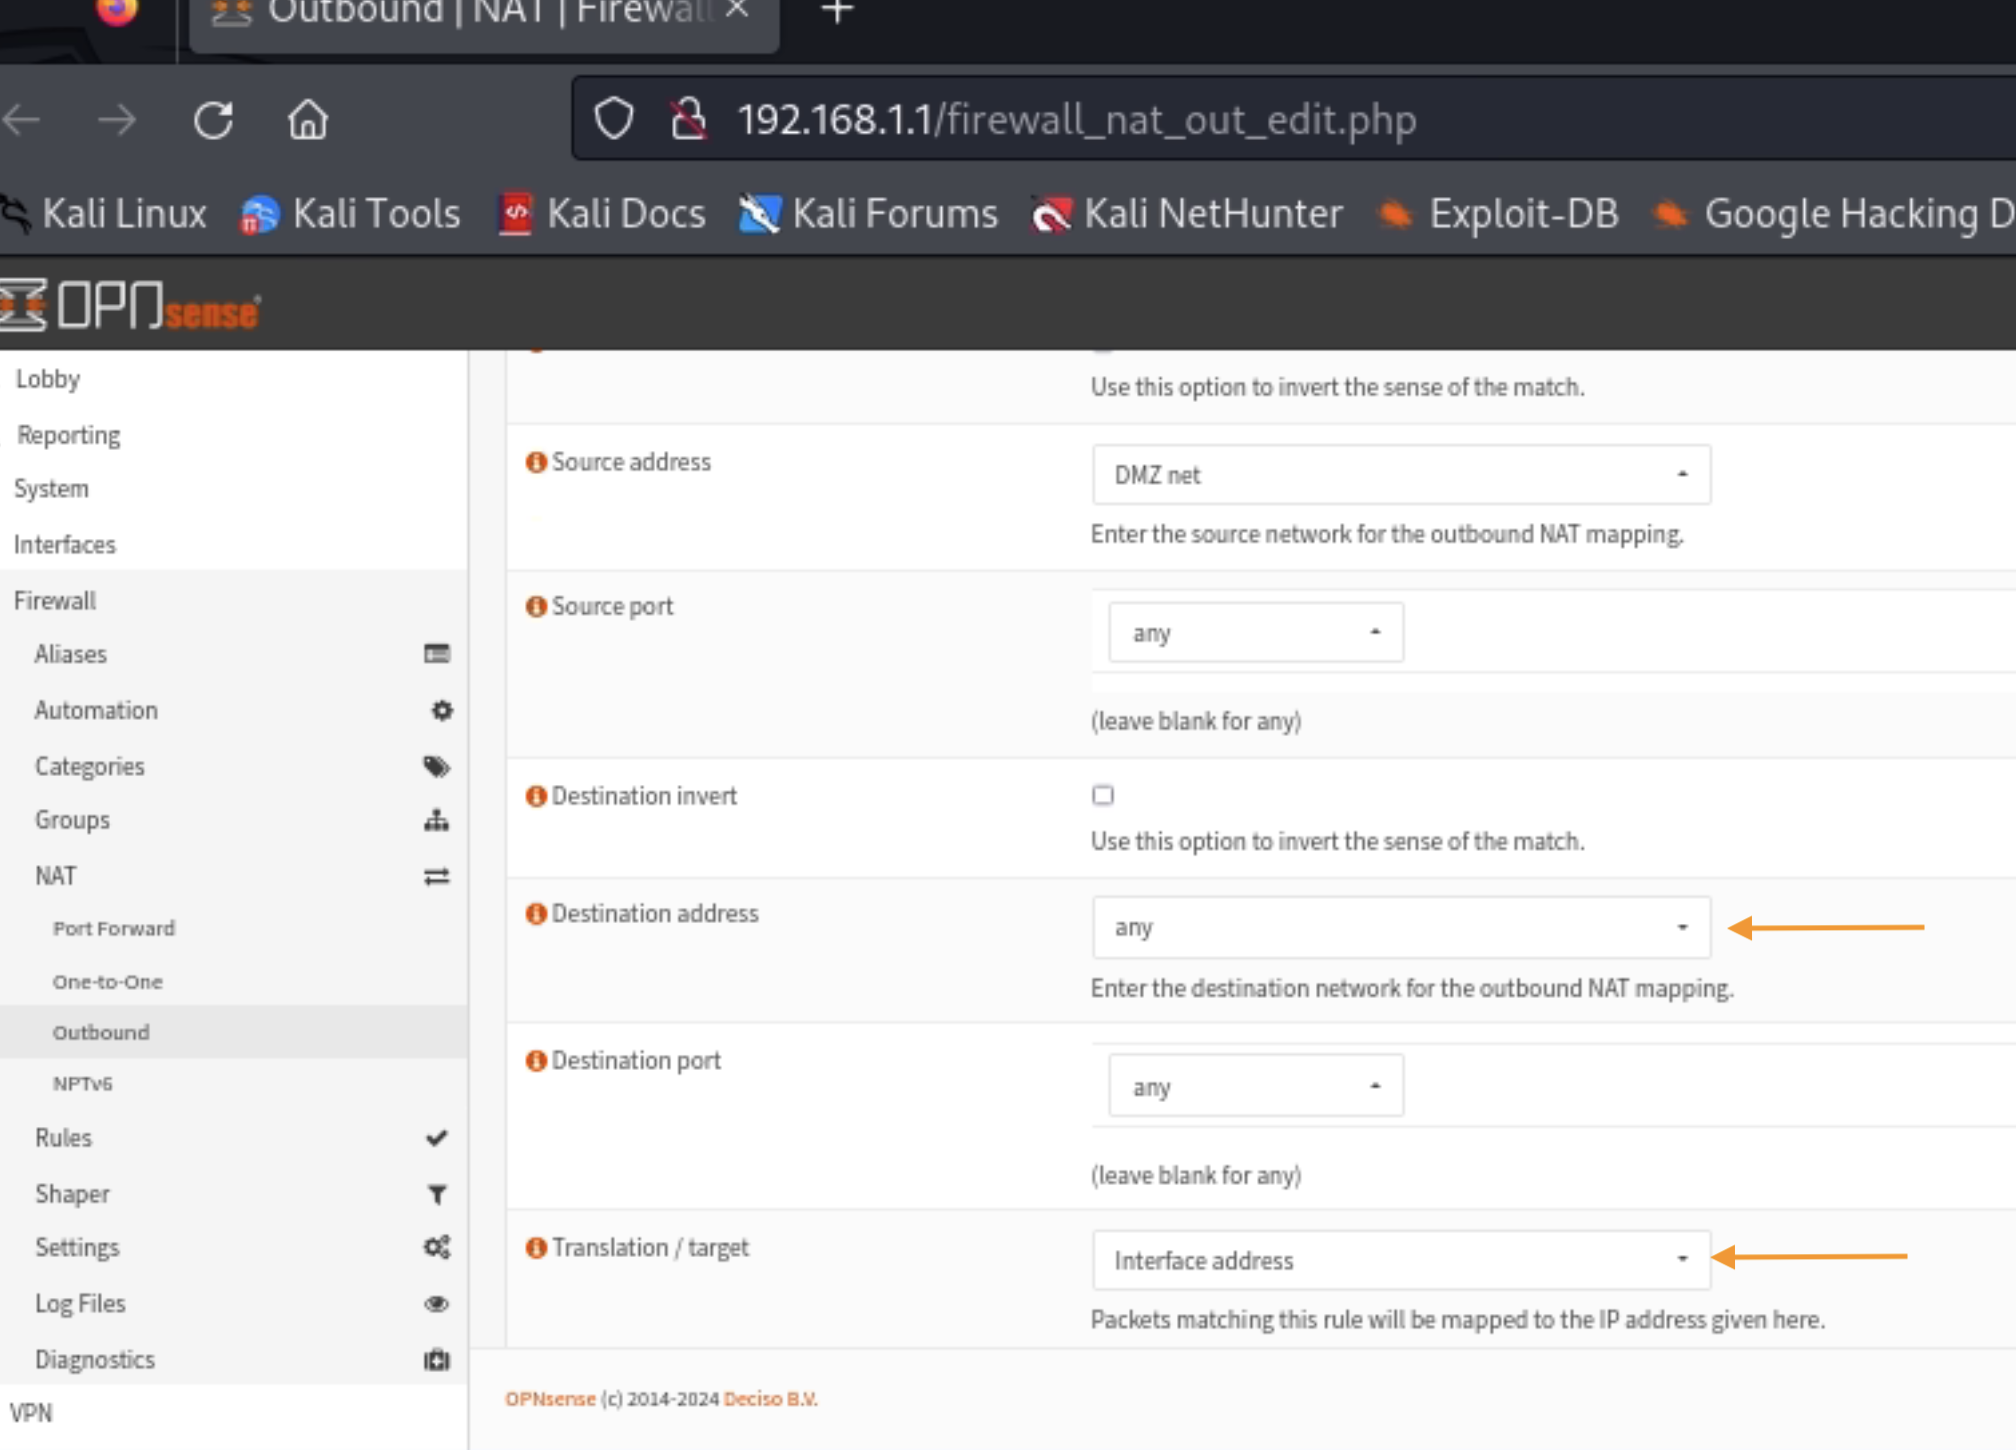 Outbound | NAT | Firewall
192.168.1.1/firewall_nat_out_edit.php
Kali Linux Kali Tools Kali Docs Kali Forums Kali NetHunter Exploit-DB Google Hacking D
OPNsense
Lobby
Reporting
System
Interfaces
Firewall
Aliases
Automation
Categories
Groups
NAT
Port Forward
One-to-One
Outbound
NPTv6
Rules
Shaper
Settings
Log Files
Diagnostics
VPN
Use this option to invert the sense of the match.
Source address
DMZ net
Enter the source network for the outbound NAT mapping.
Source port
any
(leave blank for any)
Destination invert
Use this option to invert the sense of the match.
Destination address
any
Enter the destination network for the outbound NAT mapping.
Destination port
any
(leave blank for any)
Translation / target
Interface address
Packets matching this rule will be mapped to the IP address given here.
OPNsense (c) 2014-2024 Deciso B.V.